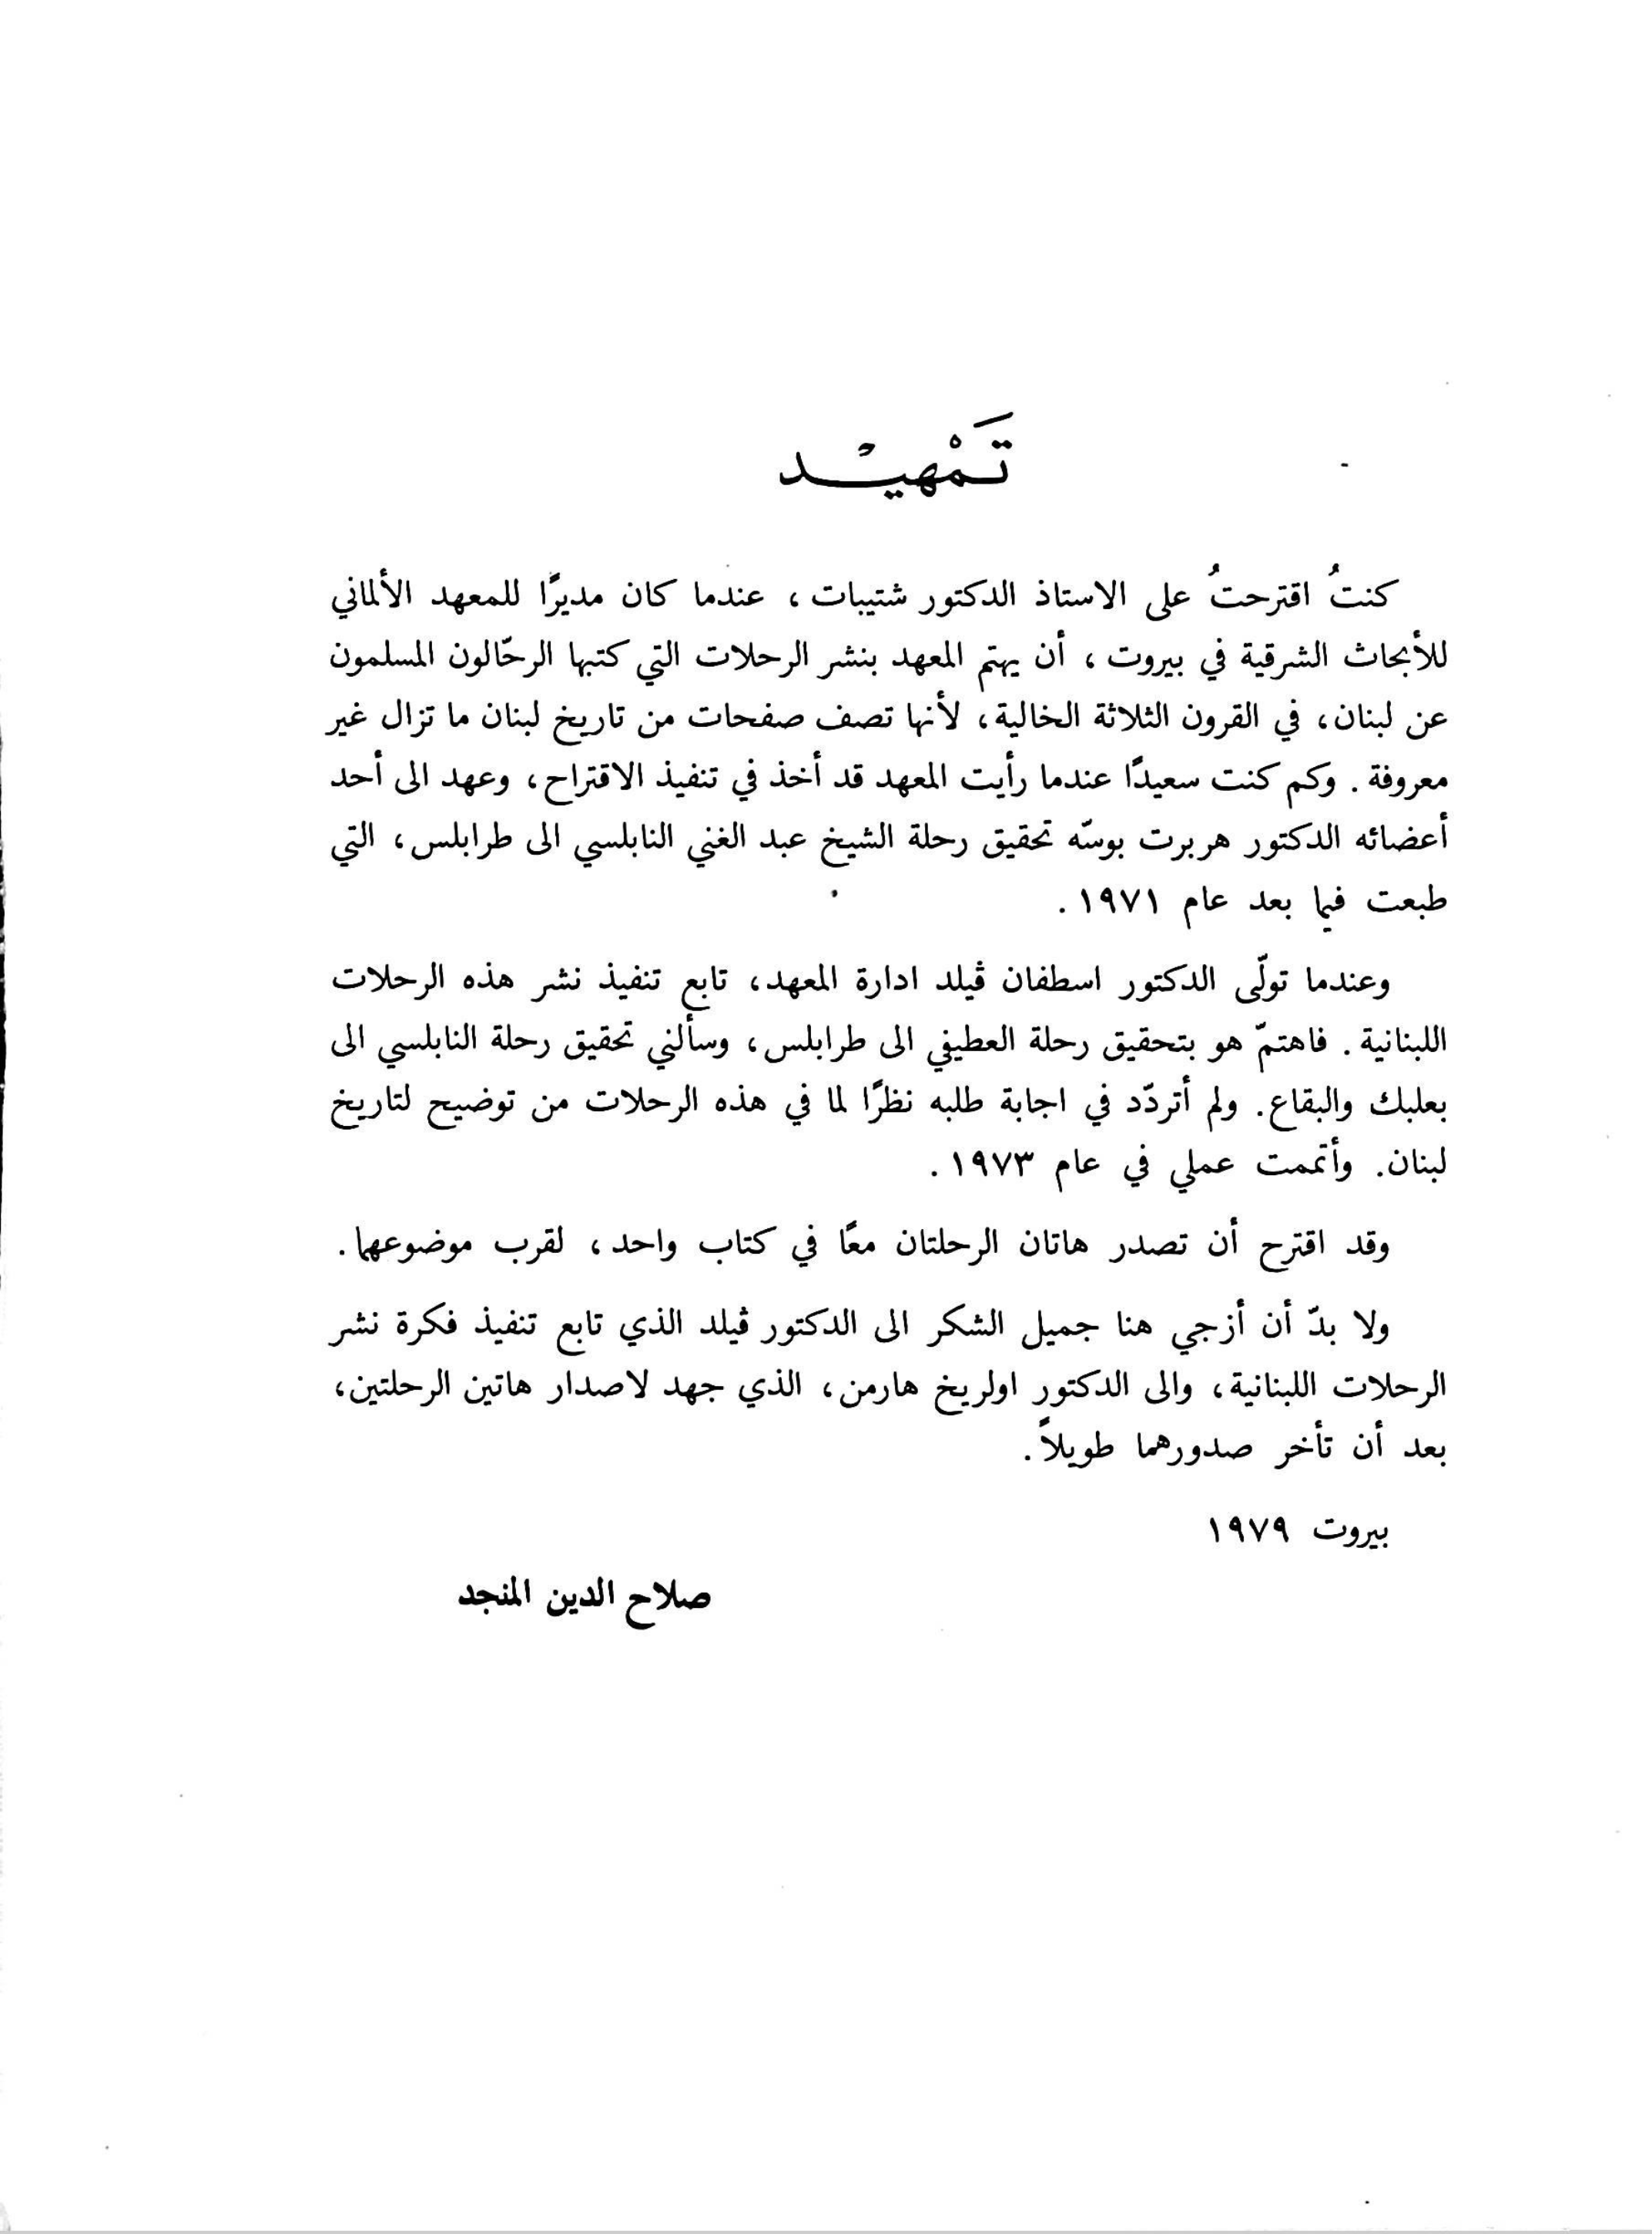 تَمْهِيْد
كنتُ اقترحتُ على الاستاذ الدكتور شتيبات ، عندما كان مديرًا للمعهد الألماني
للأبحاث الشرقية في بيروت ، أن يهتم المعهد بنشر الرحلات التي كتبها الرحّالون المسلمون
عن لبنان، في القرون الثلاثة الخالية، لأنها تصف صفحات من تاريخ لبنان ما تزال غير
معروفة . وكم كنت سعيدًا عندما رأيت المعهد قد أخذ في تنفيذ الاقتراح، وعهد الى أحد
أعضائه الدكتور هربرت بوسّه تحقيق رحلة الشيخ عبد الغني النابلسي الى طرابلس، التي
طبعت فيما بعد عام ١٩٧١ .
وعندما تولّى الدكتور اسطفان ڤيلد ادارة المعهد، تابع تنفيذ نشر هذه الرحلات
اللبنانية . فاهتمّ هو بتحقيق رحلة العطيفي الى طرابلس، وسألني تحقيق رحلة النابلسي الى
بعلبك والبقاع. ولم أتردّد في اجابة طلبه نظرًا لما في هذه الرحلات من توضيح لتاريخ
لبنان. وأتممت عملي في عام ١٩٧٣ .
وقد اقترح أن تصدر هاتان الرحلتان معًا في كتاب واحد، لقرب موضوعهما.
ولا بدّ أن أزجي هنا جميل الشكر الى الدكتور ڤيلد الذي تابع تنفيذ فكرة نشر
الرحلات اللبنانية، والى الدكتور اولريخ هارمن، الذي جهد لاصدار هاتين الرحلتين،
بعد أن تأخر صدورهما طويلاً.
بيروت ١٩٧٩
صلاح الدين المنجد